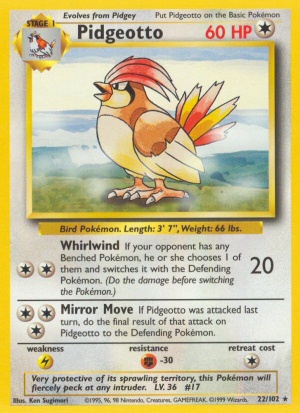 Evolves from Pidgey Put Pidgeotto on the Basic Pokémon
STAGE 1
Pidgeotto 60 HP
Bird Pokémon. Length: 3' 7", Weight: 66 lbs.
Whirlwind If your opponent has any
Benched Pokémon, he or she chooses 1 of
them and switches it with the Defending
Pokémon. (Do the damage before switching
the Pokémon.)
20
Mirror Move If Pidgeotto was attacked last
turn, do the final result of that attack on
Pidgeotto to the Defending Pokémon.
weakness resistance retreat cost
-30
Very protective of its sprawling territory, this Pokémon will
fiercely peck at any intruder. LV. 36 #17
Illus. Ken Sugimori ©1995, 96, 98 Nintendo, Creatures, GAMEFREAK. ©1999 Wizards. 22/102 ★